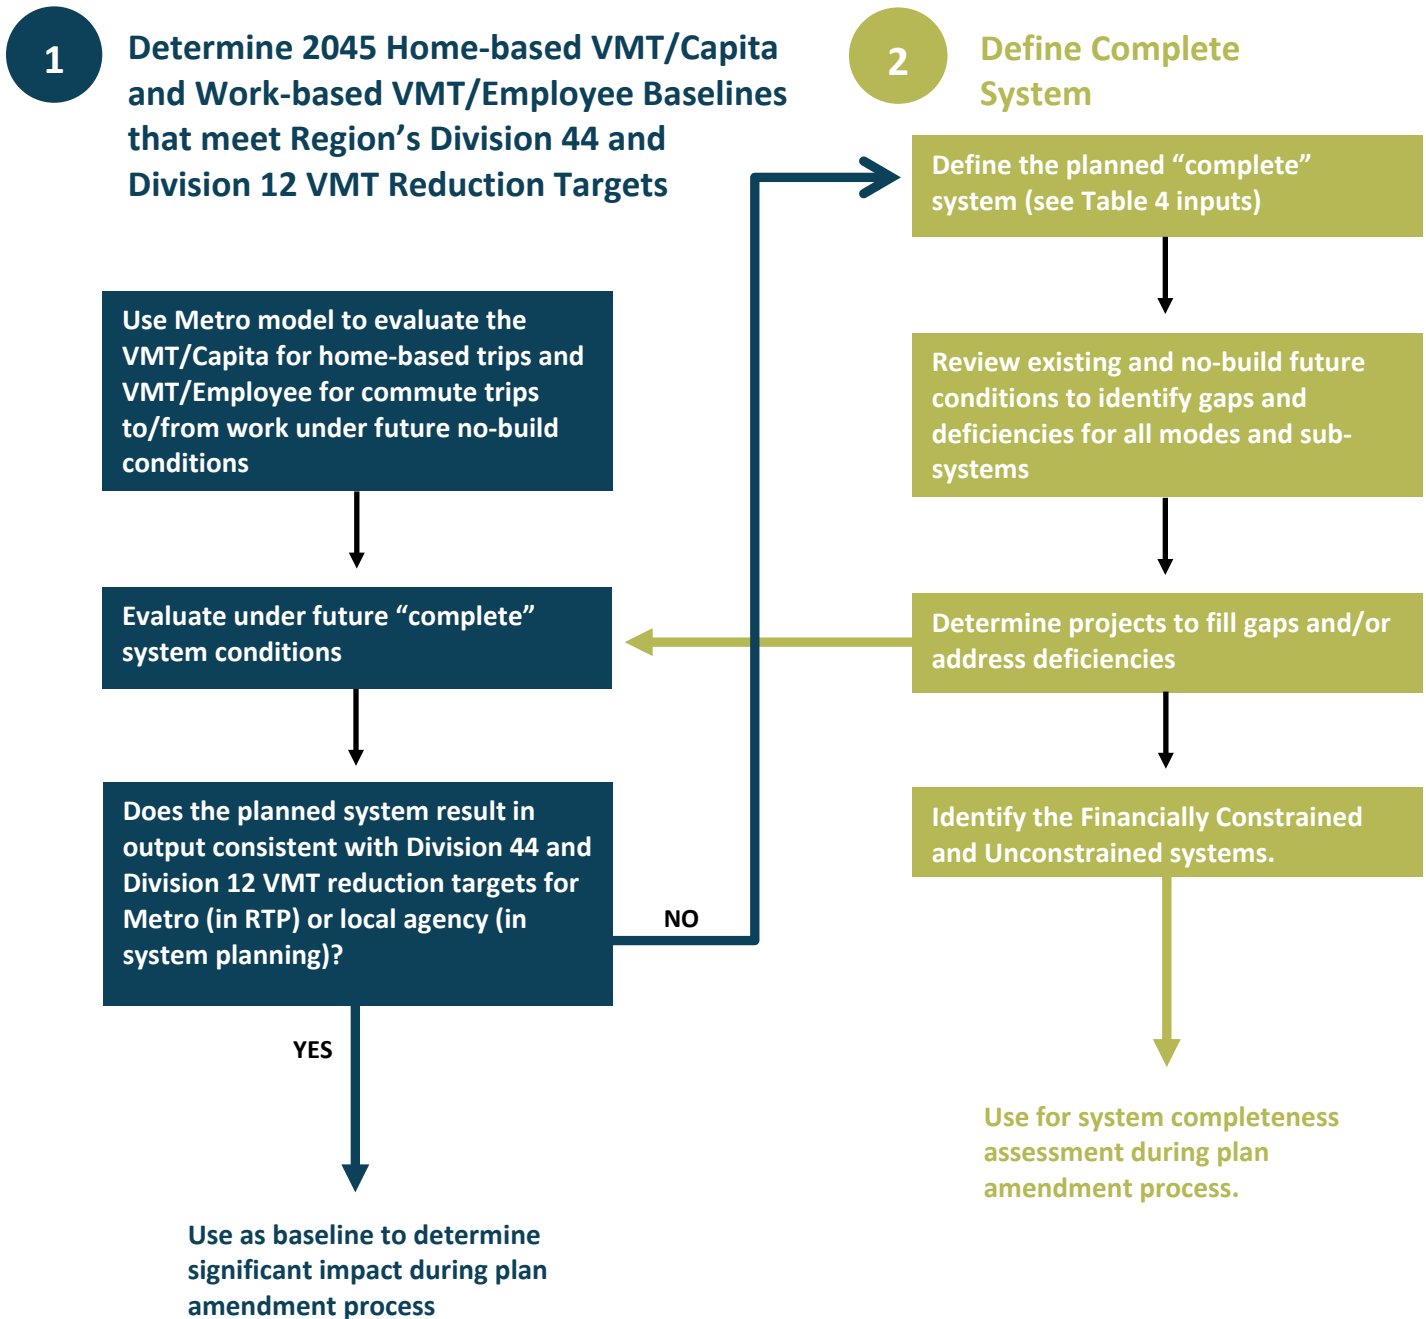 1
Determine 2045 Home-based VMT/Capita
and Work-based VMT/Employee Baselines
that meet Region’s Division 44 and
Division 12 VMT Reduction Targets
Use Metro model to evaluate the
VMT/Capita for home-based trips and
VMT/Employee for commute trips
to/from work under future no-build
conditions
Evaluate under future “complete”
system conditions
Does the planned system result in
output consistent with Division 44 and
Division 12 VMT reduction targets for
Metro (in RTP) or local agency (in
system planning)?
NO
YES
Use as baseline to determine
significant impact during plan
amendment process
2
Define Complete
System
Define the planned “complete”
system (see Table 4 inputs)
Review existing and no-build future
conditions to identify gaps and
deficiencies for all modes and sub-
systems
Determine projects to fill gaps and/or
address deficiencies
Identify the Financially Constrained
and Unconstrained systems.
Use for system completeness
assessment during plan
amendment process.